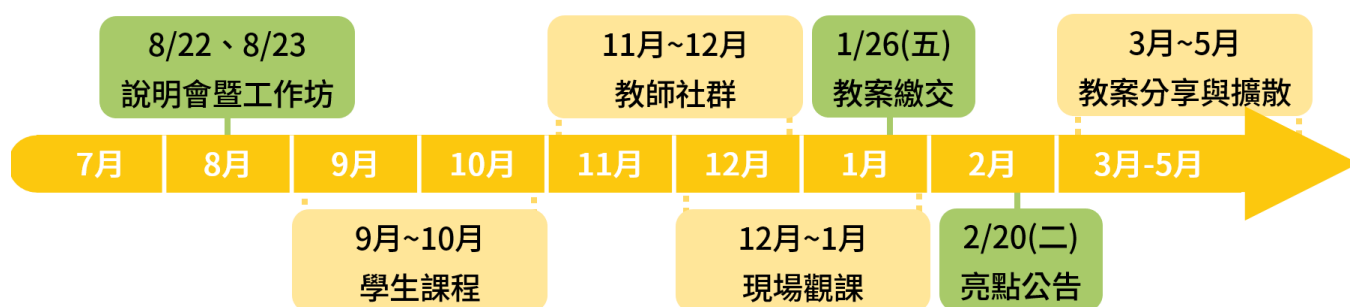 8/22、8/23
說明會暨工作坊
11月~12月
教師社群
1/26(五)
教案繳交
3月~5月
教案分享與擴散
7月
8月
9月
10月
11月
12月
1月
2月
3月-5月
9月~10月
學生課程
12月~1月
現場觀課
2/20(二)
亮點公告